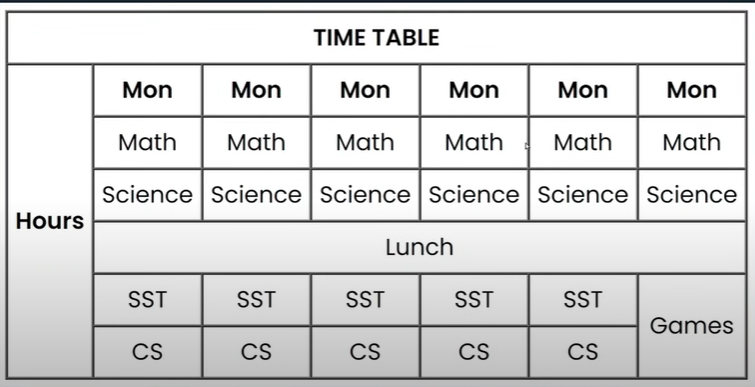 TIME TABLE
Mon Mon Mon Mon Mon Mon
Math Math Math Math Math Math
Science Science Science Science Science Science
Hours
Lunch
SST SST SST SST SST
Games
CS CS CS CS CS